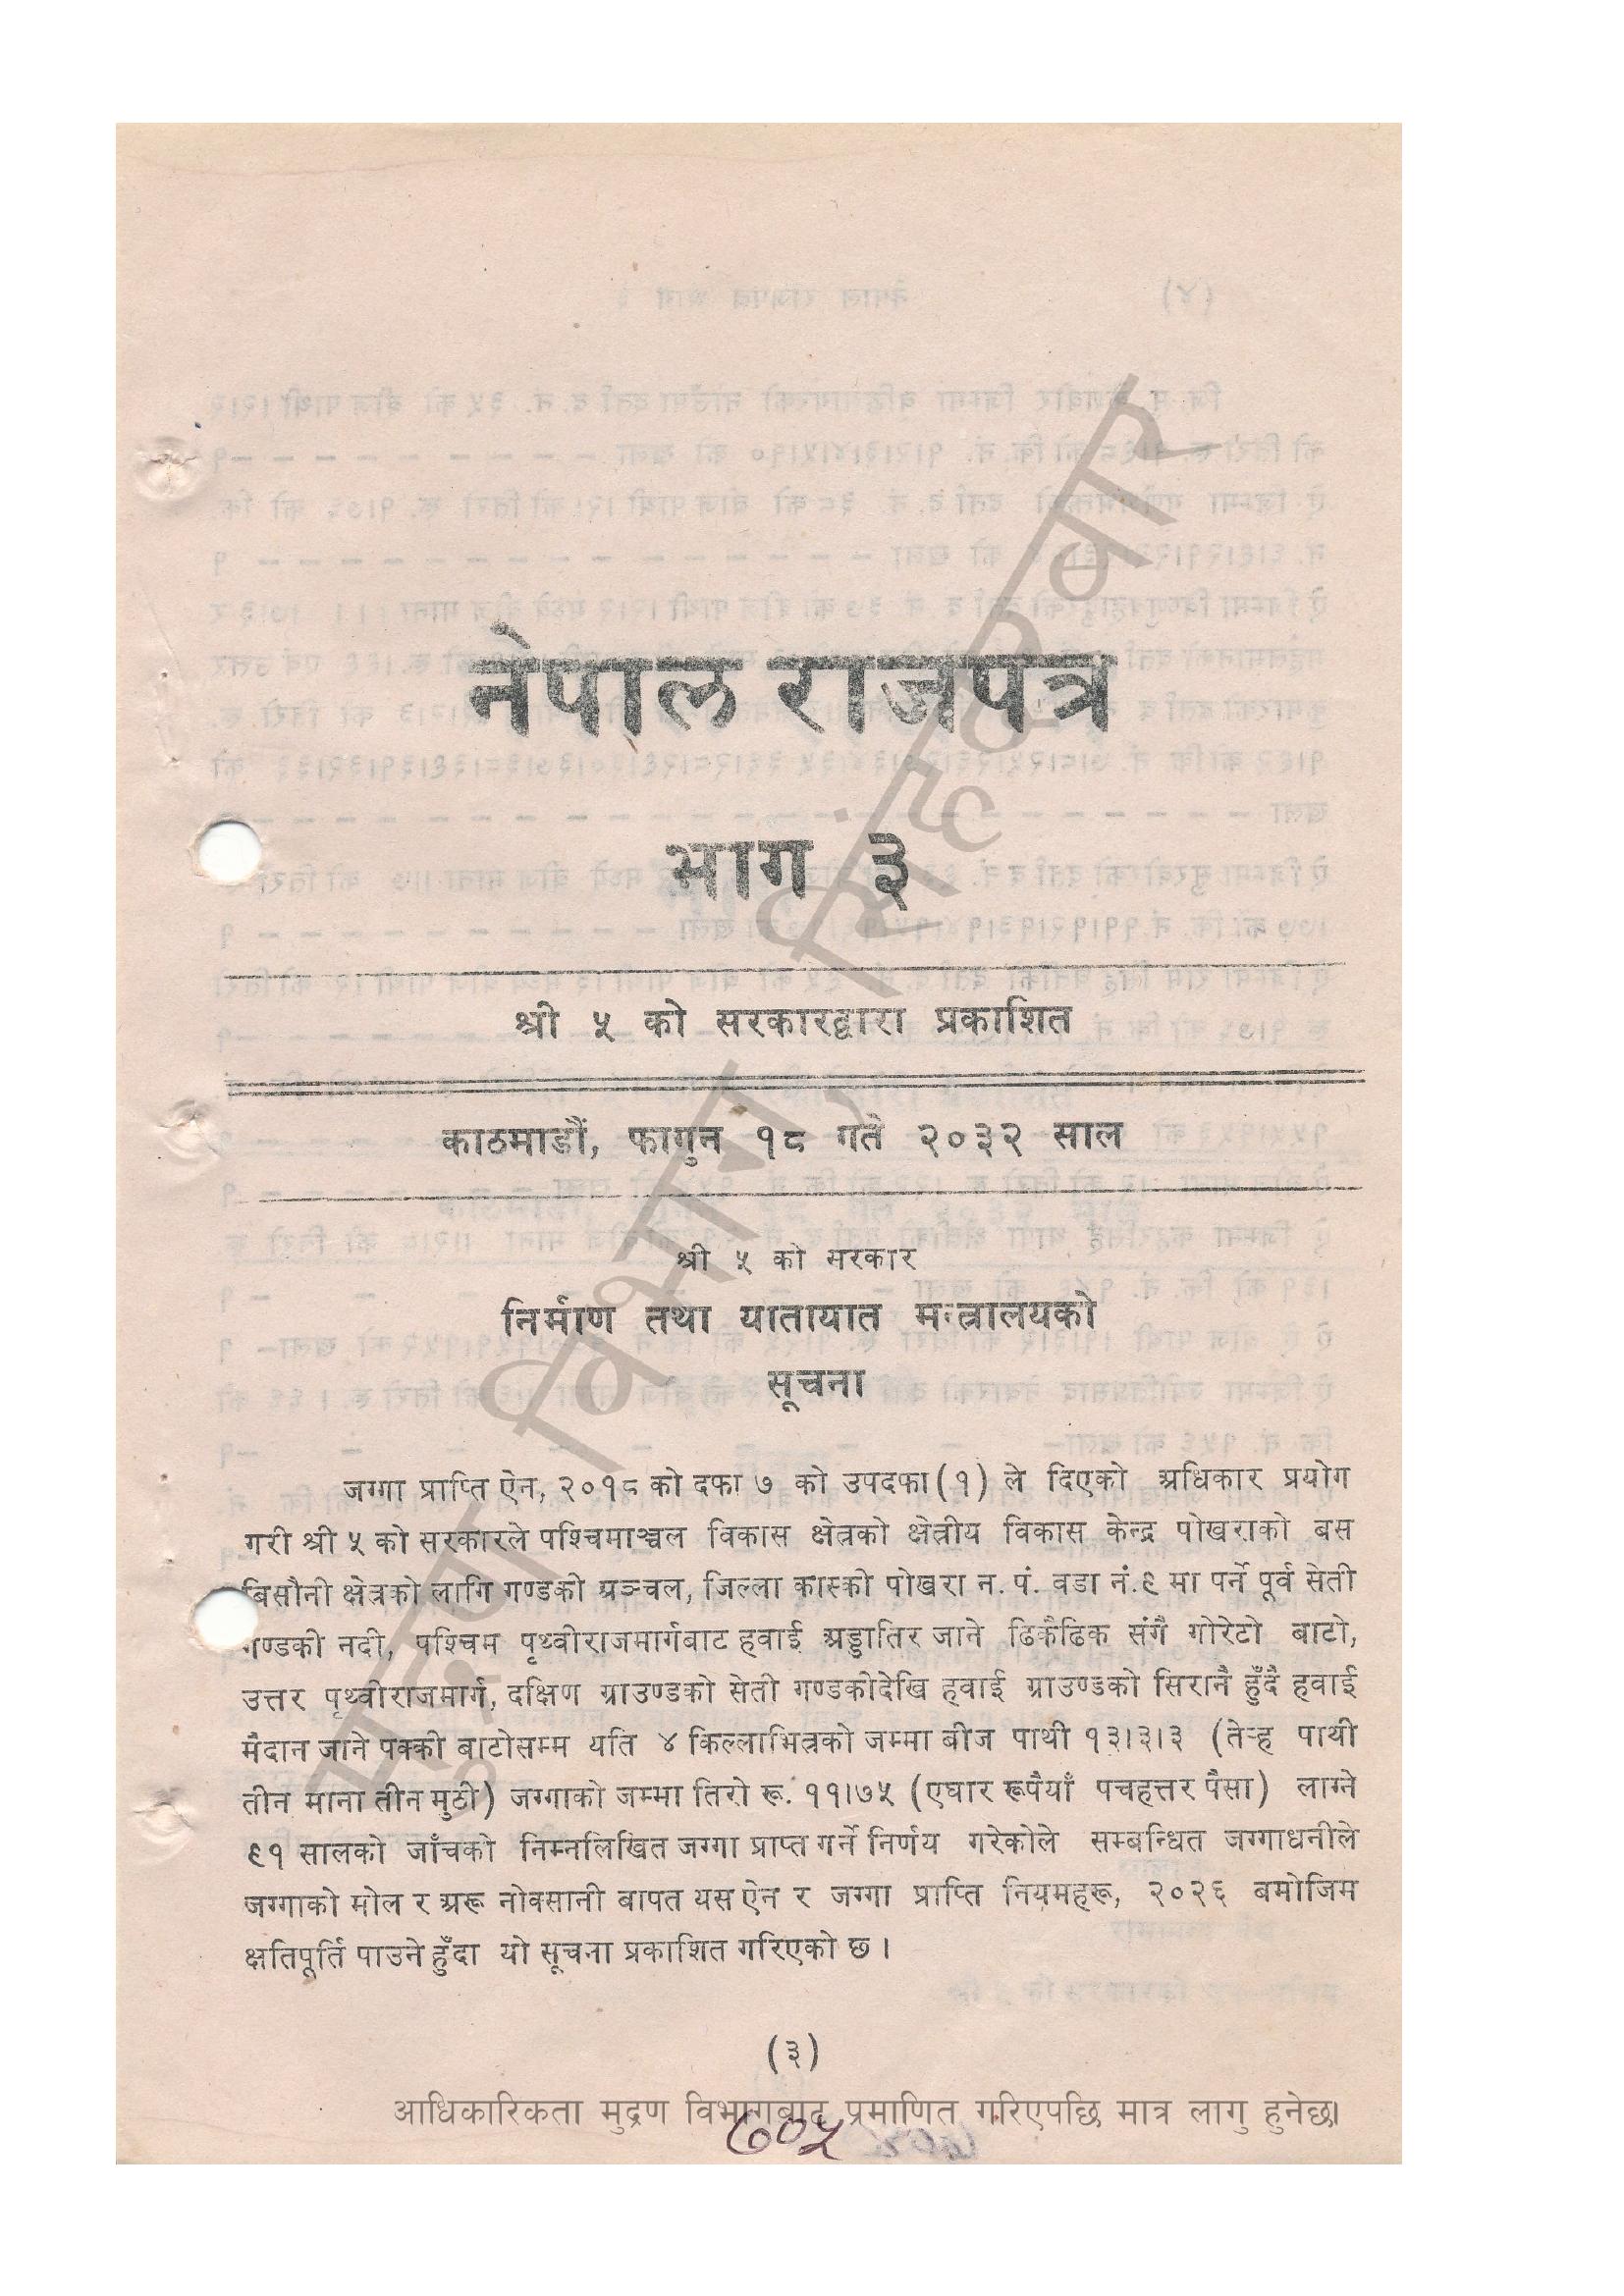 नेपाल राजपत्र
भाग ३
श्री ५ को सरकारद्वारा प्रकाशित
काठमाडौं, फागुन १८ गते २०३२ साल
श्री ५ को सरकार
निर्माण तथा यातायात मन्त्रालयको
सूचना
जग्गा प्राप्ति ऐन, २०१८ को दफा ७ को उपदफा (१) ले दिएको अधिकार प्रयोग
गरी श्री ५ को सरकारले पश्चिमाञ्चल विकास क्षेत्रको क्षेत्रीय विकास केन्द्र पोखराको बस
बिसौनी क्षेत्रको लागि गण्डकी अञ्चल, जिल्ला कास्की पोखरा न. पं. वडा नं. ९ मा पर्ने पूर्व सेती
गण्डकी नदी, पश्चिम पृथ्वीराजमार्गबाट हवाई अड्डातिर जाने ढिकैढिक संगै गोरेटो बाटो,
उत्तर पृथ्वीराजमार्ग, दक्षिण ग्राउण्डको सेती गण्डकीदेखि हवाई ग्राउण्डको सिरानै हुँदै हवाई
मैदान जाने पक्की बाटोसम्म यति ४ किल्लाभित्रको जम्मा बीज पाथी १३।३।३ (तेऱ्ह पाथी
तीन माना तीन मुठी) जग्गाको जम्मा तिरो रू. ११।७५ (एघार रूपैयाँ पचहत्तर पैसा) लाग्ने
९१ सालको जाँचको निम्नलिखित जग्गा प्राप्त गर्ने निर्णय गरेकोले सम्बन्धित जग्गाधनीले
जग्गाको मोल र अरू नोक्सानी बापत यस ऐन र जग्गा प्राप्ति नियमहरू, २०२६ बमोजिम
क्षतिपूर्ति पाउने हुँदा यो सूचना प्रकाशित गरिएको छ ।
(३)
आधिकारिकता मुद्रण विभागबाट प्रमाणित गरिएपछि मात्र लागु हुनेछ।
७०५
मुद्रण विभाग, सिंहदरबार